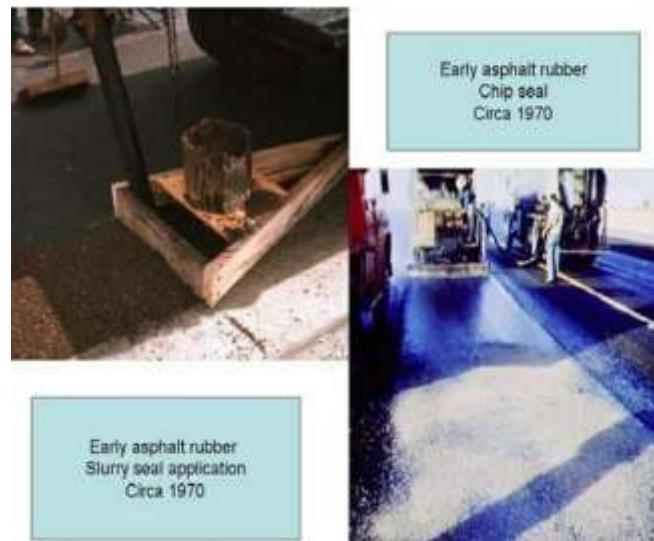 Early asphalt rubber
Chip seal
Circa 1970
Early asphalt rubber
Slurry seal application
Circa 1970